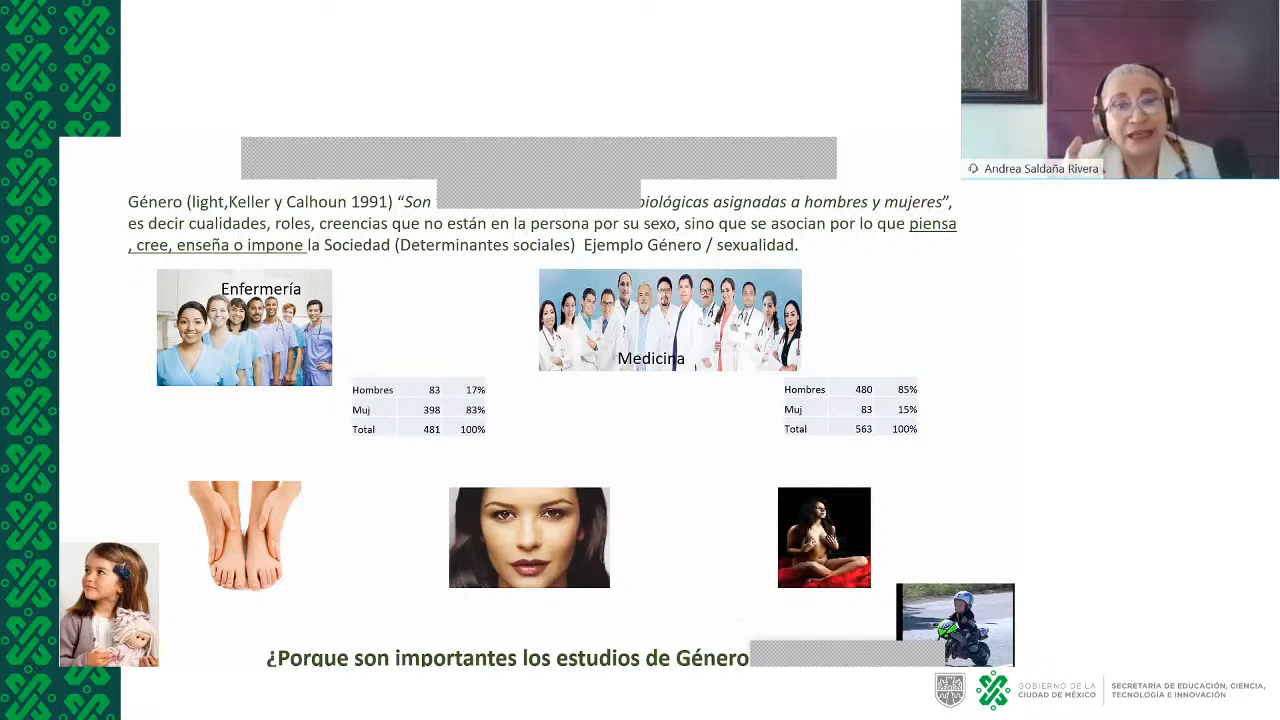 Andrea Saldaña Rivera
Género (light,Keller y Calhoun 1991) “Son biológicas asignadas a hombres y mujeres”,
es decir cualidades, roles, creencias que no están en la persona por su sexo, sino que se asocian por lo que piensa
, cree, enseña o impone la Sociedad (Determinantes sociales) Ejemplo Género / sexualidad.
Enfermería
Medicina
Hombres 83 17%
Muj 398 83%
Total 481 100%
Hombres 480 85%
Muj 83 15%
Total 563 100%
¿Porque son importantes los estudios de Género
GOBIERNO DE LA
CIUDAD DE MÉXICO
SECRETARÍA DE EDUCACIÓN, CIENCIA,
TECNOLOGÍA E INNOVACIÓN